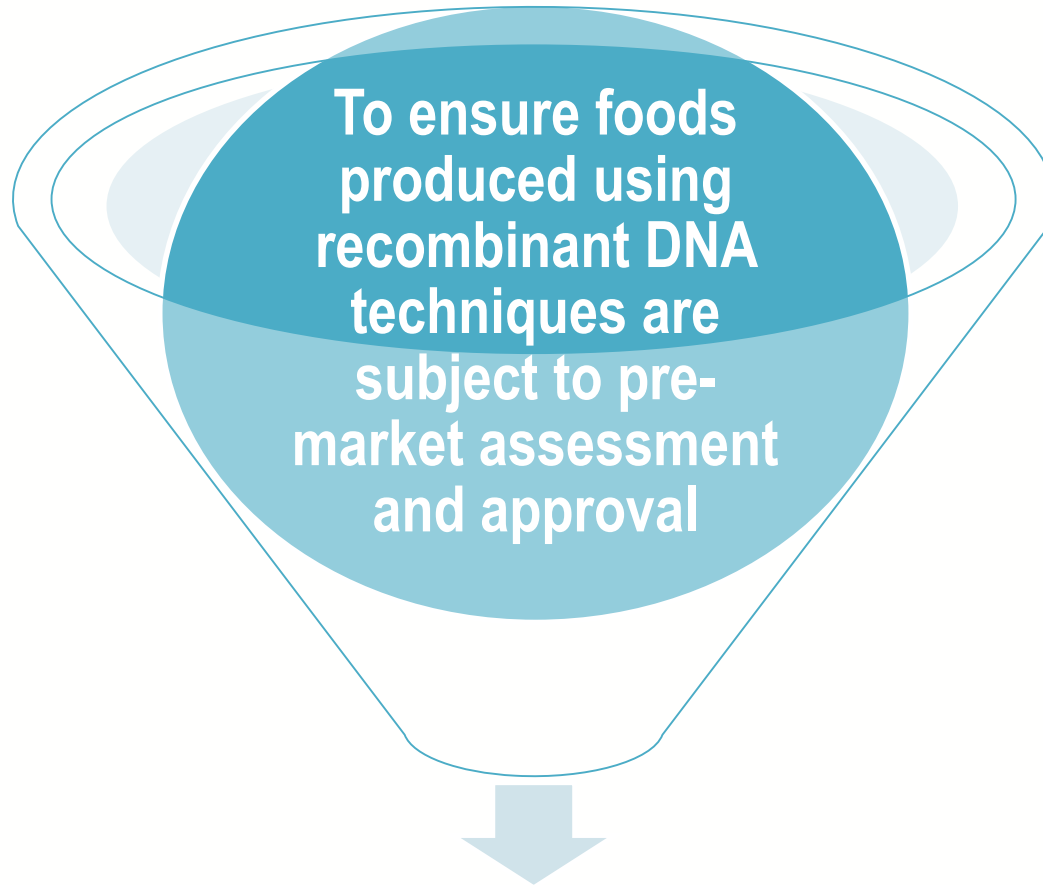 To ensure foods
produced using
recombinant DNA
techniques are
subject to pre-
market assessment
and approval